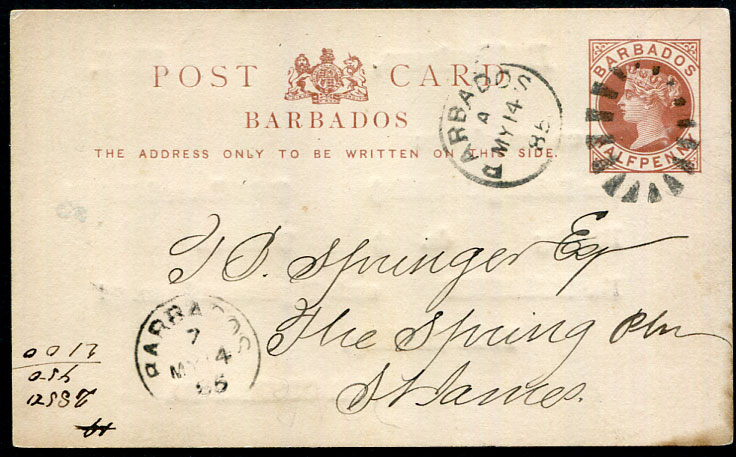 POST CARD
BARBADOS
THE ADDRESS ONLY TO BE WRITTEN ON THIS SIDE.
BARBADOS
HALFPENNY
BARBADOS
A
MY 14
85
Springer Esq
The Spring Pln
St James.
BARBADOS
7
MY 14
85